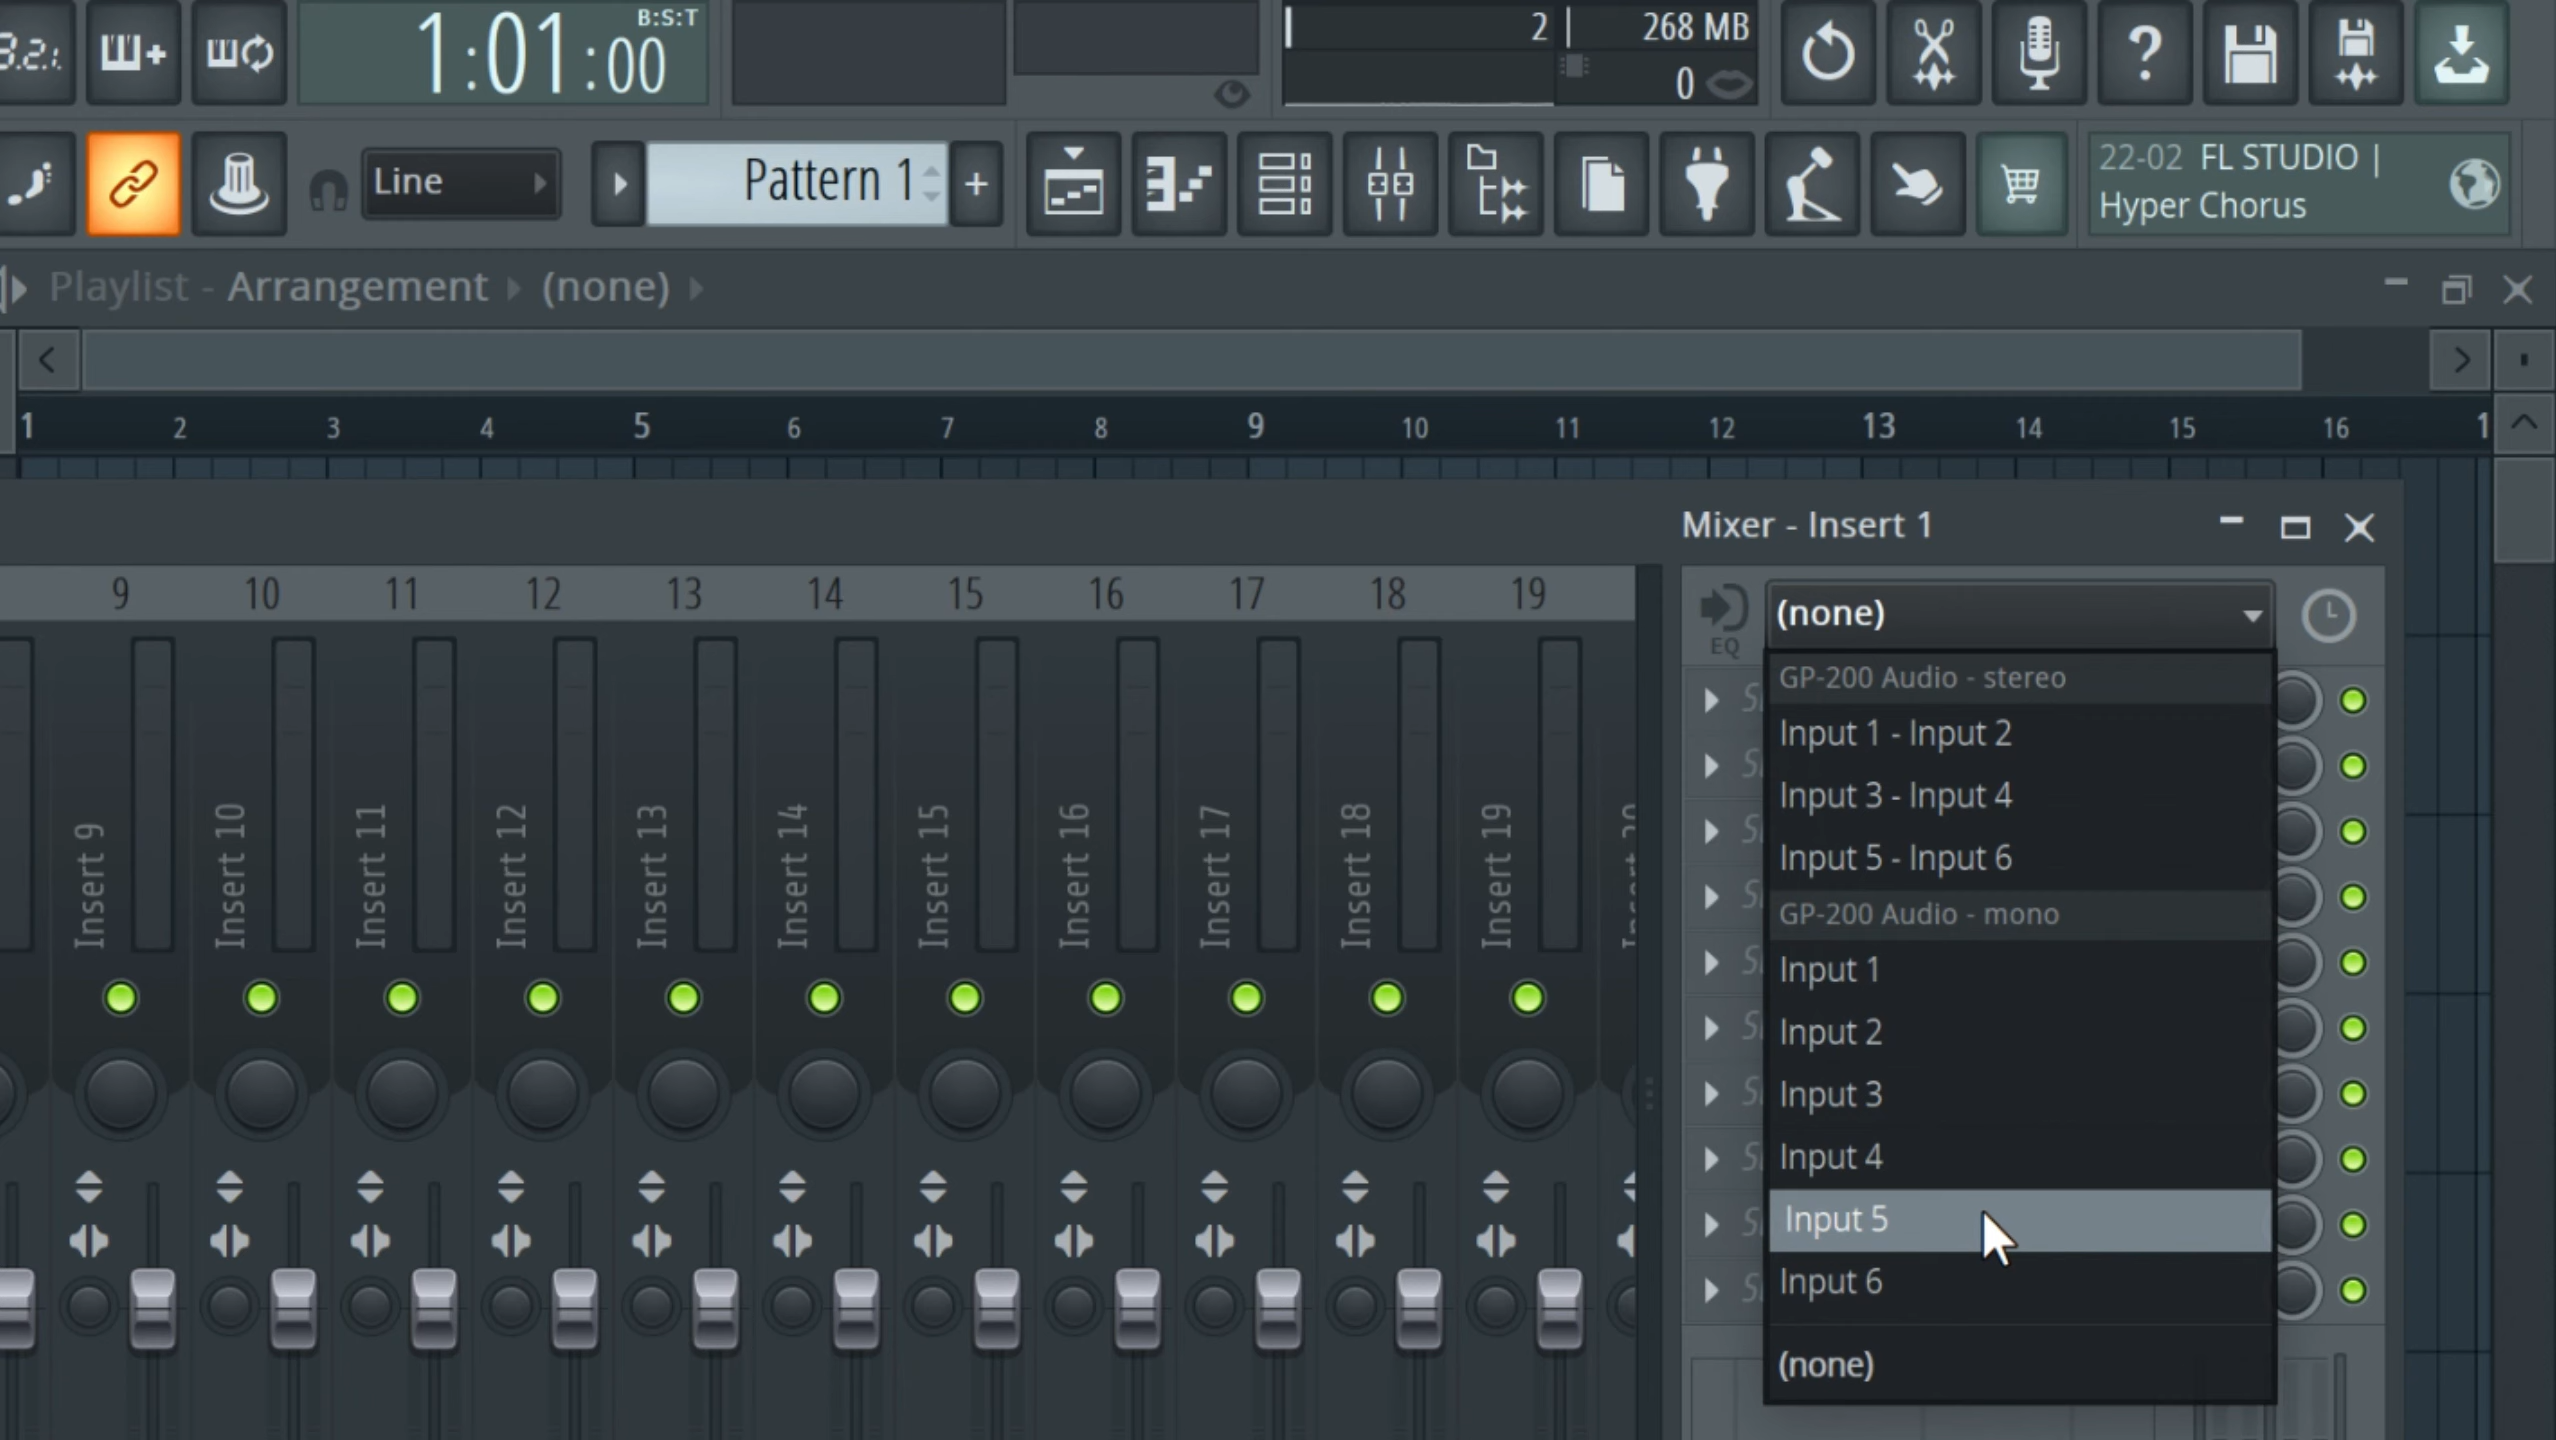 3.2.1.
1:01:00
B:S:T
2
268 MB
0
?
Line
Pattern 1
+
22-02 FL STUDIO |
Hyper Chorus
Playlist - Arrangement
(none)
1 2 3 4 5 6 7 8 9 10 11 12 13 14 15 16 1
Mixer - Insert 1
9 10 11 12 13 14 15 16 17 18 19
EQ
(none)
GP-200 Audio - stereo
Input 1 - Input 2
Input 3 - Input 4
Input 5 - Input 6
GP-200 Audio - mono
Input 1
Input 2
Input 3
Input 4
Input 5
Input 6
(none)
Insert 9
Insert 10
Insert 11
Insert 12
Insert 13
Insert 14
Insert 15
Insert 16
Insert 17
Insert 18
Insert 19